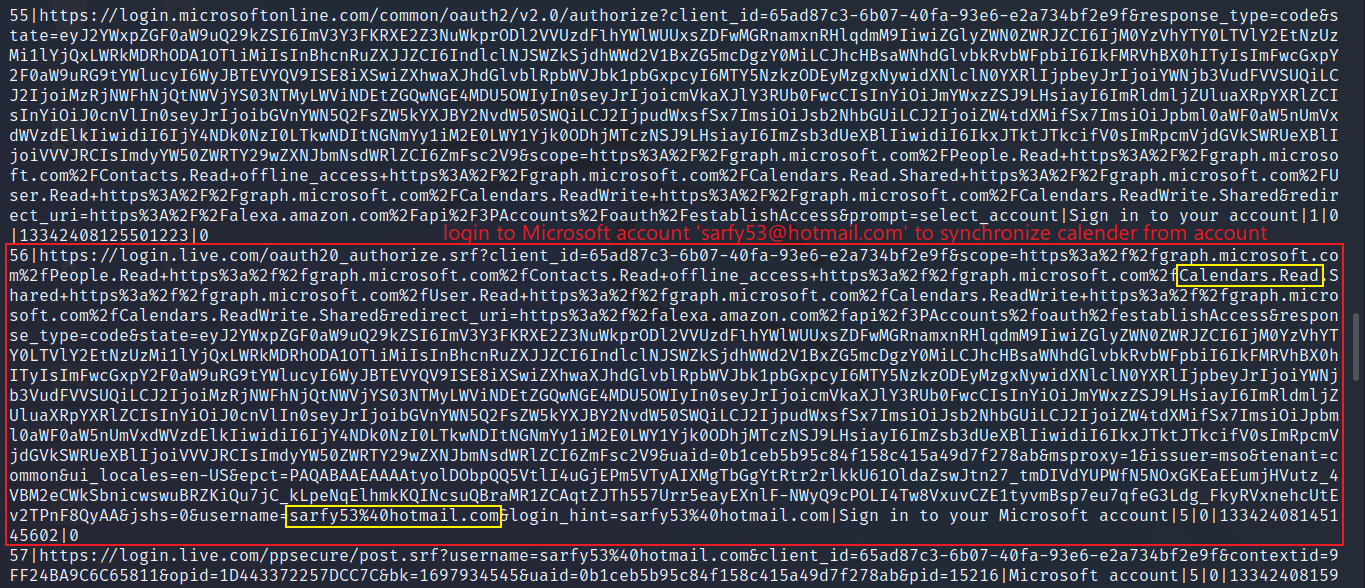 55|https://login.microsoftonline.com/common/oauth2/v2.0/authorize?client_id=65ad87c3-6b07-40fa-93e6-e2a734bf2e9f&response_type=code&s
tate=eyJ2YWxpZGF0aW9uQ29kZSI6ImV3Y3FKRXE2Z3NuWkprODl2VVUzdFlhYWlWUUxsZDFwMGRnamxnRHlqdmM9IiwiZGlyZWN0ZWRJZCI6IjM0YzVhYTY0LTVlY2EtNzUz
Mi1lYjQxLWRkMDRhODA1OTliMiIsInBhcnRuZXJJZCI6IndlclNJSWZkSjdhWWd2V1BxZG5mcDgzY0MiLCJhcHBsaWNhdGlvbkRvbWFpbiI6IkFMRVhBX0hITyIsImFwcGxpY
2F0aW9uRG9tYWlucyI6WyJBTEVYQV9ISE8iXSwiZXhwaXJhdGlvblRpbWVJbk1pbGxpcyI6MTY5NzkzODEyMzgxNywidXNlclN0YXRlIjpbeyJrIjoiYWNjb3VudFVVSUQiLC
J2IjoiMzRjNWFhNjQtNWVjYS03NTMyLWViNDEtZGQwNGE4MDU5OWIyIn0seyJrIjoicmVkaXJlY3RUb0FwcCIsInYiOiJmYWxzZSJ9LHsiayI6ImRldmljZUluaXRpYXRlZCI
sInYiOiJ0cnVlIn0seyJrIjoibGVnYWN5Q2FsZW5kYXJBY2NvdW50SWQiLCJ2IjpudWxsfSx7ImsiOiJsb2NhbGUiLCJ2IjoiZW4tdXMifSx7ImsiOiJpbml0aWF0aW5nUmVx
dWVzdElkIiwidiI6IjY4NDk0NzI0LTkwNDItNGNmYy1iM2E0LWY1Yjk0ODhjMTczNSJ9LHsiayI6ImZsb3dUeXBlIiwidiI6IkxJTktJTkcifV0sImRpcmVjdGVkSWRUeXBlI
joiVVVJRCIsImdyYW50ZWRTY29wZXNJbmNsdWRlZCI6ZmFsc2V9&scope=https%3A%2F%2Fgraph.microsoft.com%2FPeople.Read+https%3A%2F%2Fgraph.microso
ft.com%2FContacts.Read+offline_access+https%3A%2F%2Fgraph.microsoft.com%2FCalendars.Read.Shared+https%3A%2F%2Fgraph.microsoft.com%2FU
ser.Read+https%3A%2F%2Fgraph.microsoft.com%2FCalendars.ReadWrite+https%3A%2F%2Fgraph.microsoft.com%2FCalendars.ReadWrite.Shared&redir
ect_uri=https%3A%2F%2Falexa.amazon.com%2Fapi%2F3PAccounts%2Foauth%2FestablishAccess&prompt=select_account|Sign in to your account|1|0
|13342408125501223|0
login to Microsoft account 'sarfy53@hotmail.com' to synchronize calender from account
56|https://login.live.com/oauth20_authorize.srf?client_id=65ad87c3-6b07-40fa-93e6-e2a734bf2e9f&scope=https%3a%2f%2fgraph.microsoft.co
m%2fPeople.Read+https%3a%2f%2fgraph.microsoft.com%2fContacts.Read+offline_access+https%3a%2f%2fgraph.microsoft.com%2fCalendars.Read.S
hared+https%3a%2f%2fgraph.microsoft.com%2fUser.Read+https%3a%2f%2fgraph.microsoft.com%2fCalendars.ReadWrite+https%3a%2f%2fgraph.micro
soft.com%2fCalendars.ReadWrite.Shared&redirect_uri=https%3a%2f%2falexa.amazon.com%2fapi%2f3PAccounts%2foauth%2festablishAccess&respon
se_type=code&state=eyJ2YWxpZGF0aW9uQ29kZSI6ImV3Y3FKRXE2Z3NuWkprODl2VVUzdFlhYWlWUUxsZDFwMGRnamxnRHlqdmM9IiwiZGlyZWN0ZWRJZCI6IjM0YzVhYT
Y0LTVlY2EtNzUzMi1lYjQxLWRkMDRhODA1OTliMiIsInBhcnRuZXJJZCI6IndlclNJSWZkSjdhWWd2V1BxZG5mcDgzY0MiLCJhcHBsaWNhdGlvbkRvbWFpbiI6IkFMRVhBX0h
ITyIsImFwcGxpY2F0aW9uRG9tYWlucyI6WyJBTEVYQV9ISE8iXSwiZXhwaXJhdGlvblRpbWVJbk1pbGxpcyI6MTY5NzkzODEyMzgxNywidXNlclN0YXRlIjpbeyJrIjoiYWNj
b3VudFVVSUQiLCJ2IjoiMzRjNWFhNjQtNWVjYS03NTMyLWViNDEtZGQwNGE4MDU5OWIyIn0seyJrIjoicmVkaXJlY3RUb0FwcCIsInYiOiJmYWxzZSJ9LHsiayI6ImRldmljZ
UluaXRpYXRlZCIsInYiOiJ0cnVlIn0seyJrIjoibGVnYWN5Q2FsZW5kYXJBY2NvdW50SWQiLCJ2IjpudWxsfSx7ImsiOiJsb2NhbGUiLCJ2IjoiZW4tdXMifSx7ImsiOiJpbm
l0aWF0aW5nUmVxdWVzdElkIiwidiI6IjY4NDk0NzI0LTkwNDItNGNmYy1iM2E0LWY1Yjk0ODhjMTczNSJ9LHsiayI6ImZsb3dUeXBlIiwidiI6IkxJTktJTkcifV0sImRpcmV
jdGVkSWRUeXBlIjoiVVVJRCIsImdyYW50ZWRTY29wZXNJbmNsdWRlZCI6ZmFsc2V9&uaid=0b1ceb5b95c84f158c415a49d7f278ab&msproxy=1&issuer=mso&tenant=c
ommon&ui_locales=en-US&epct=PAQABAAEAAAAtyolDObpQQ5VtlI4uGjEPm5VTyAIXMgTbGgYtRtr2rlkkU61OldaZswJtn27_tmDIVdYUPWfN5NOxGKEaEEumjHVutz_4
VBM2eCWkSbnicwswuBRZKiQu7jC_kLpeNqElhmkKQINcsuQBraMR1ZCAqtZJTh557Urr5eayEXnlF-NWyQ9cPOLI4Tw8VxuvCZE1tyvmBsp7eu7qfeG3Ldg_FkyRVxnehcUtE
v2TPnF8QyAA&jshs=0&username=sarfy53%40hotmail.com&login_hint=sarfy53%40hotmail.com|Sign in to your Microsoft account|5|0|133424081451
45602|0
57|https://login.live.com/ppsecure/post.srf?username=sarfy53%40hotmail.com&client_id=65ad87c3-6b07-40fa-93e6-e2a734bf2e9f&contextid=9
FF24BA9C6C65811&opid=1D443372257DCC7C&bk=1697934545&uaid=0b1ceb5b95c84f158c415a49d7f278ab&pid=15216|Microsoft account|5|0|13342408159